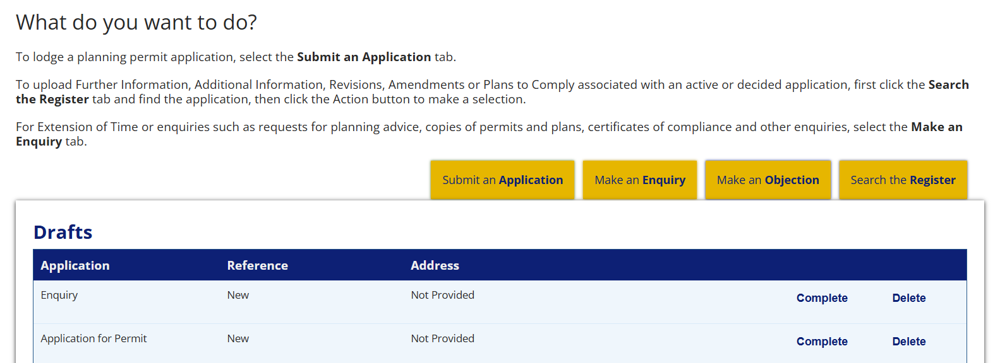 What do you want to do?
To lodge a planning permit application, select the Submit an Application tab.
To upload Further Information, Additional Information, Revisions, Amendments or Plans to Comply associated with an active or decided application, first click the Search
the Register tab and find the application, then click the Action button to make a selection.
For Extension of Time or enquiries such as requests for planning advice, copies of permits and plans, certificates of compliance and other enquiries, select the Make an
Enquiry tab.
Submit an Application Make an Enquiry Make an Objection Search the Register
Drafts
Application Reference Address
Enquiry New Not Provided Complete Delete
Application for Permit New Not Provided Complete Delete